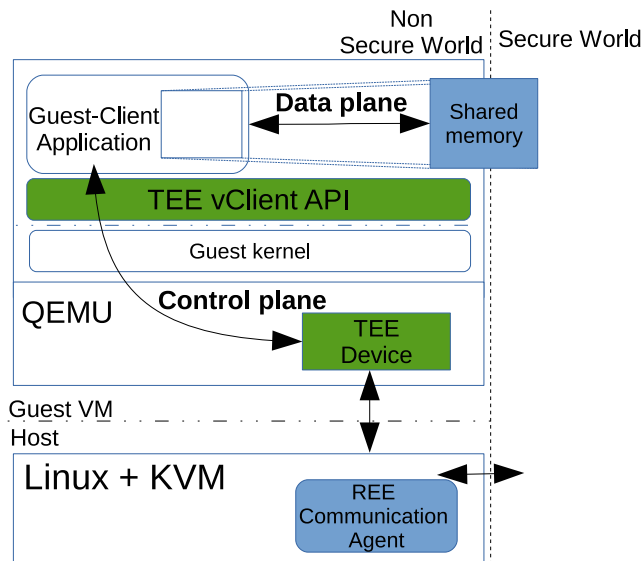 Non
Secure World
Secure World
Guest-Client
Application
Data plane
Shared
memory
TEE vClient API
Guest kernel
Control plane
QEMU
TEE
Device
Guest VM
Host
Linux + KVM
REE
Communication
Agent